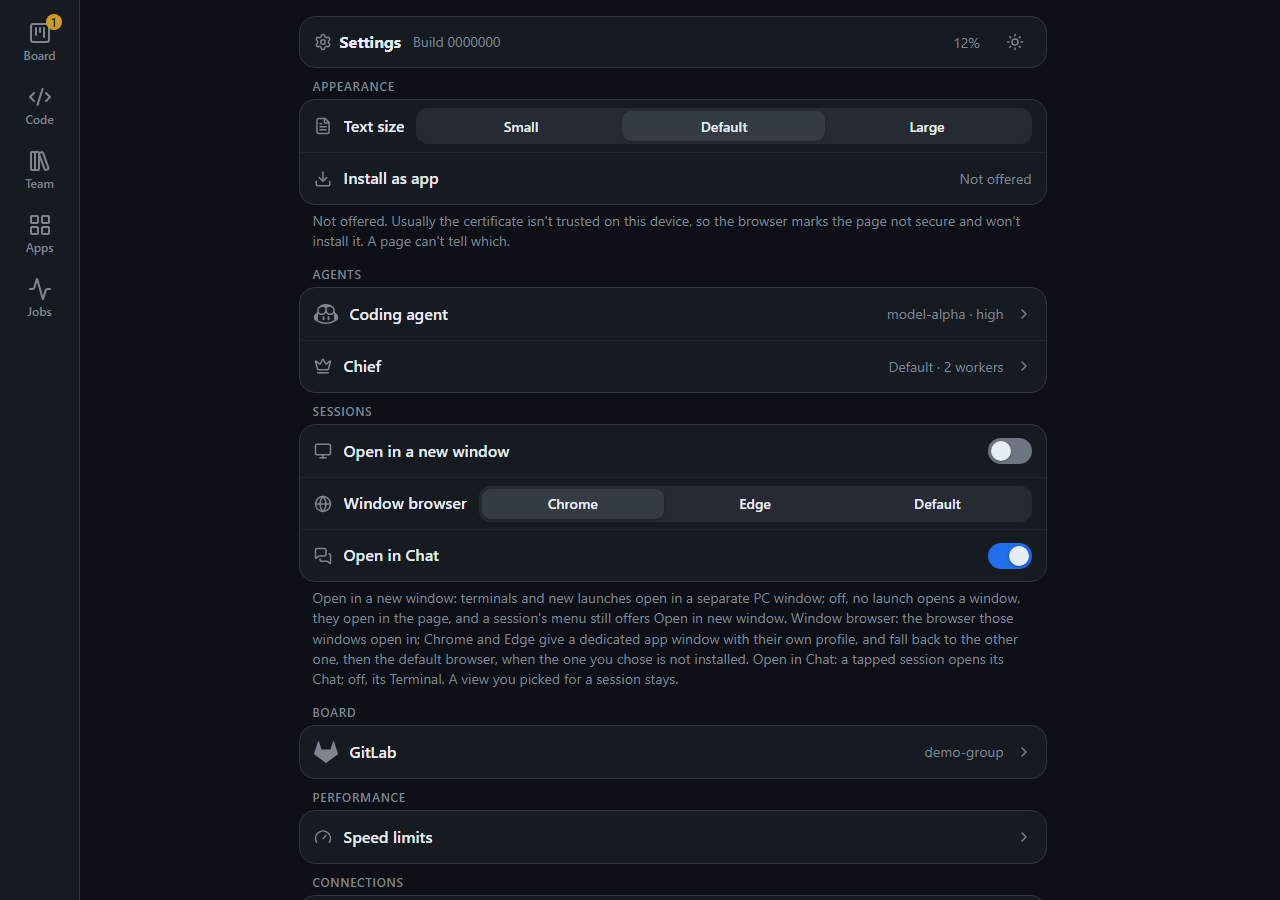 1
Board
Code
Team
Apps
Jobs
Settings Build 0000000 12%
APPEARANCE
Text size Small Default Large
Install as app Not offered
Not offered. Usually the certificate isn't trusted on this device, so the browser marks the page not secure and won't
install it. A page can't tell which.
AGENTS
Coding agent model-alpha · high
Chief Default · 2 workers
SESSIONS
Open in a new window
Window browser Chrome Edge Default
Open in Chat
Open in a new window: terminals and new launches open in a separate PC window; off, no launch opens a window,
they open in the page, and a session's menu still offers Open in new window. Window browser: the browser those
windows open in; Chrome and Edge give a dedicated app window with their own profile, and fall back to the other
one, then the default browser, when the one you chose is not installed. Open in Chat: a tapped session opens its
Chat; off, its Terminal. A view you picked for a session stays.
BOARD
GitLab demo-group
PERFORMANCE
Speed limits
CONNECTIONS